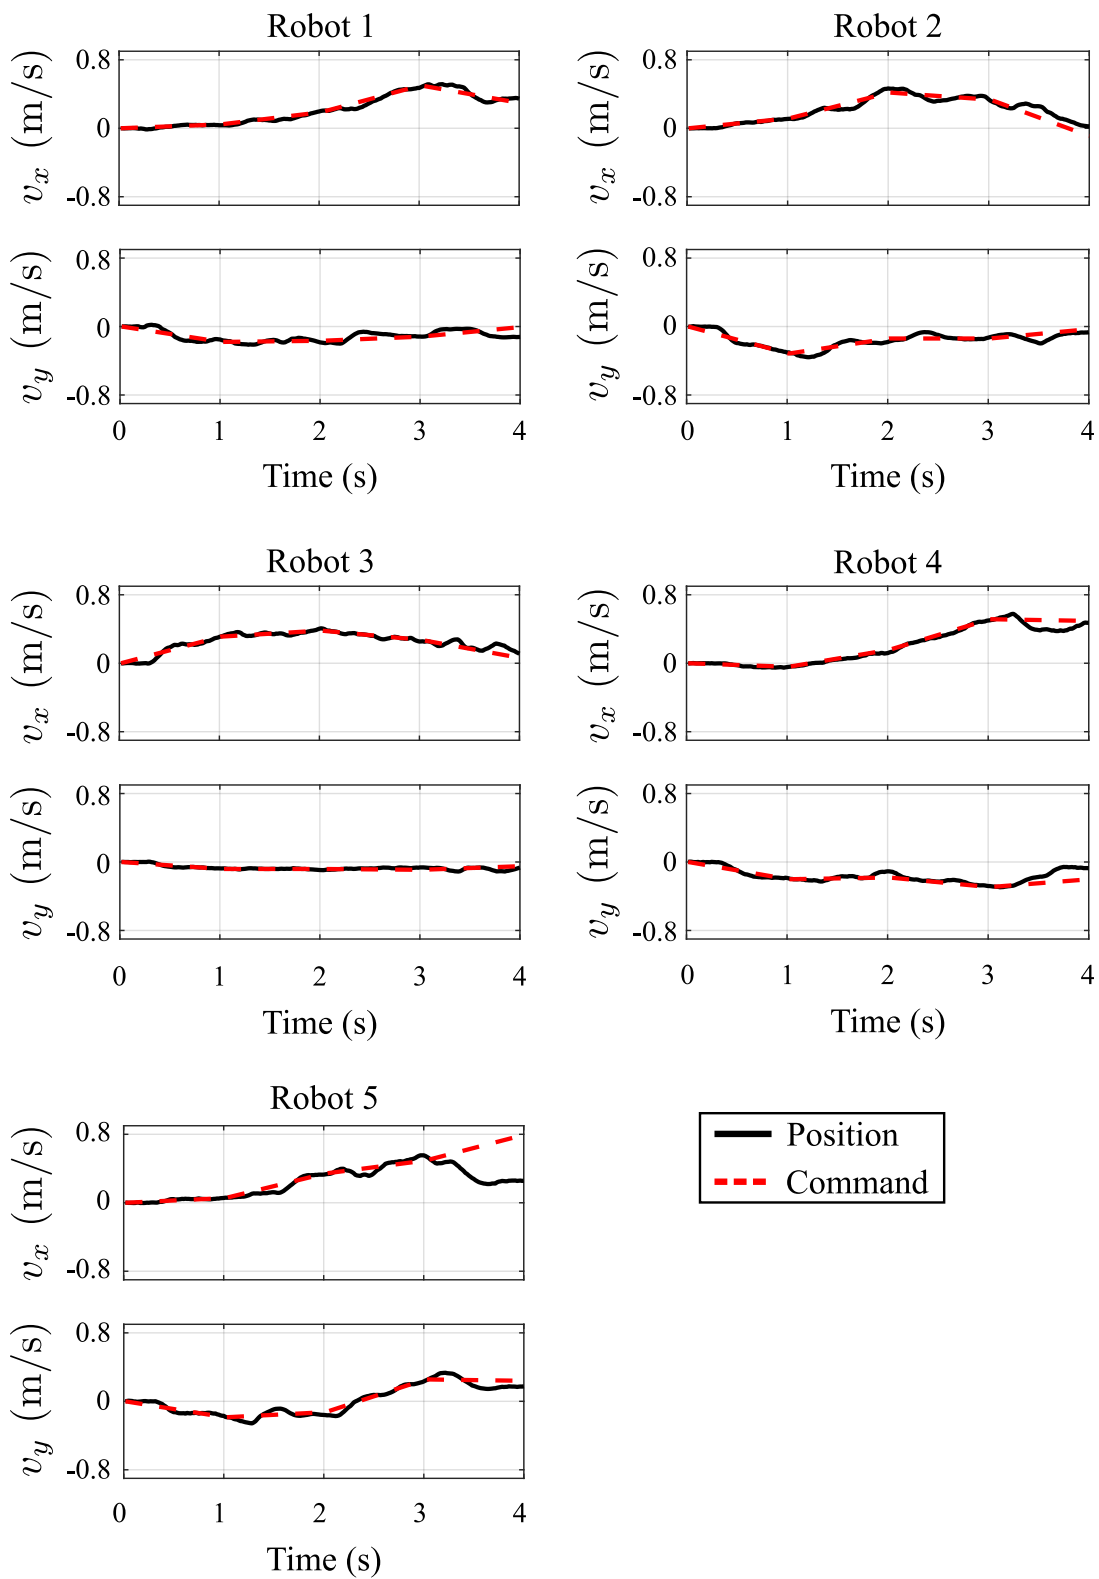 Robot 1
0.8
0
-0.8
v_x (m/s)
0.8
0
-0.8
v_y (m/s)
0 1 2 3 4
Time (s)
Robot 2
0.8
0
-0.8
v_x (m/s)
0.8
0
-0.8
v_y (m/s)
0 1 2 3 4
Time (s)
Robot 3
0.8
0
-0.8
v_x (m/s)
0.8
0
-0.8
v_y (m/s)
0 1 2 3 4
Time (s)
Robot 4
0.8
0
-0.8
v_x (m/s)
0.8
0
-0.8
v_y (m/s)
0 1 2 3 4
Time (s)
Robot 5
0.8
0
-0.8
v_x (m/s)
0.8
0
-0.8
v_y (m/s)
0 1 2 3 4
Time (s)
Position
Command